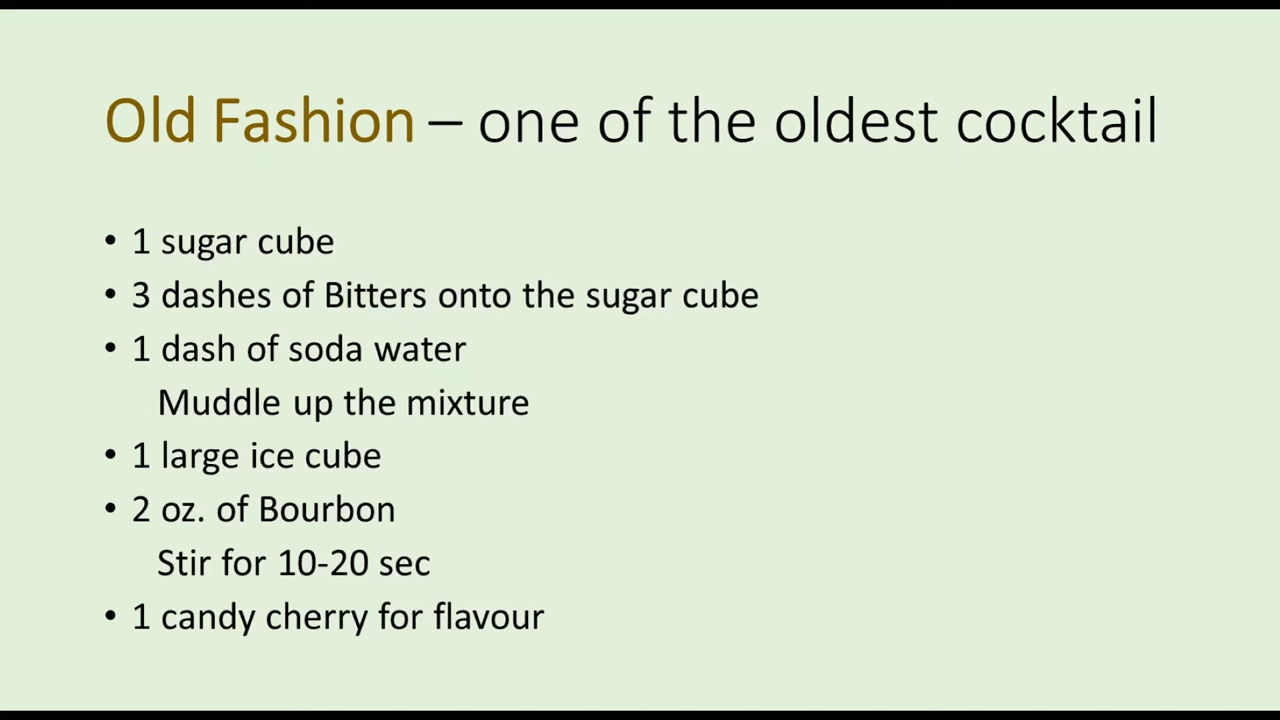 Old Fashion – one of the oldest cocktail
• 1 sugar cube
• 3 dashes of Bitters onto the sugar cube
• 1 dash of soda water
Muddle up the mixture
• 1 large ice cube
• 2 oz. of Bourbon
Stir for 10-20 sec
• 1 candy cherry for flavour